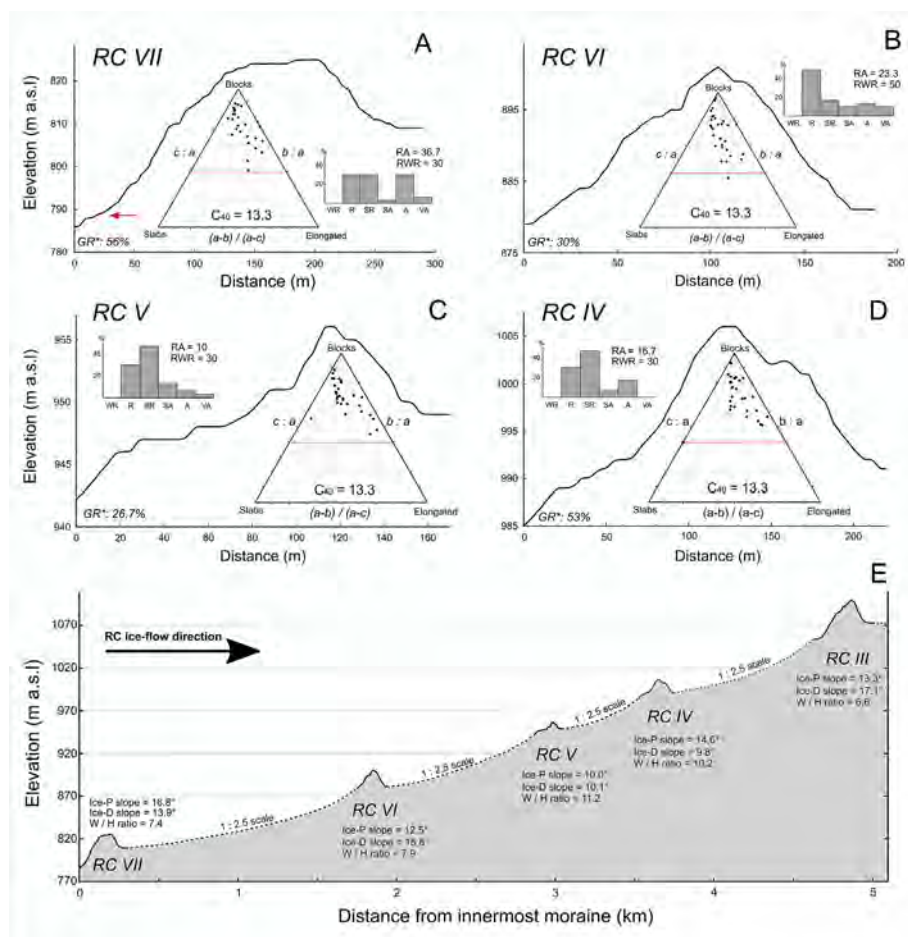 A
RC VII
Elevation (m a.s.l)
820
810
800
790
780
Blocks
c : a
b : a
C40 = 13.3
Slabs
(a-b) / (a-c)
Elongated
GR*: 56%
%
40
20
RA = 36.7
RWR = 30
WR R SR SA A VA
0 50 100 150 200 250 300
Distance (m)
B
RC VI
895
885
875
Blocks
c : a
b : a
C40 = 13.3
Slabs
(a-b) / (a-c)
Elongated
GR*: 30%
%
40
20
RA = 23.3
RWR = 50
WR R SR SA A VA
0 50 100 150 200
Distance (m)
C
RC V
Elevation (m a.s.l)
955
950
945
940
%
40
20
RA = 10
RWR = 30
WR R SR SA A VA
Blocks
c : a
b : a
C40 = 13.3
Slabs
(a-b) / (a-c)
Elongated
GR*: 26.7%
0 20 40 60 80 100 120 140 160
Distance (m)
D
RC IV
1005
1000
995
990
985
%
40
20
RA = 16.7
RWR = 30
WR R SR SA A VA
Blocks
c : a
b : a
C40 = 13.3
Slabs
(a-b) / (a-c)
Elongated
GR*: 53%
0 50 100 150 200
Distance (m)
E
Elevation (m a.s.l)
1070
1020
970
920
870
820
770
RC ice-flow direction
RC III
Ice-P slope = 13.3°
Ice-D slope = 17.1°
W / H ratio = 6.6
1 : 2.5 scale
RC IV
Ice-P slope = 14.6°
Ice-D slope = 9.8°
W / H ratio = 10.2
1 : 2.5 scale
RC V
Ice-P slope = 10.0°
Ice-D slope = 10.1°
W / H ratio = 11.2
1 : 2.5 scale
RC VI
Ice-P slope = 12.5°
Ice-D slope = 15.8°
W / H ratio = 7.9
1 : 2.5 scale
Ice-P slope = 16.8°
Ice-D slope = 13.9°
W / H ratio = 7.4
RC VII
0 1 2 3 4 5
Distance from innermost moraine (km)